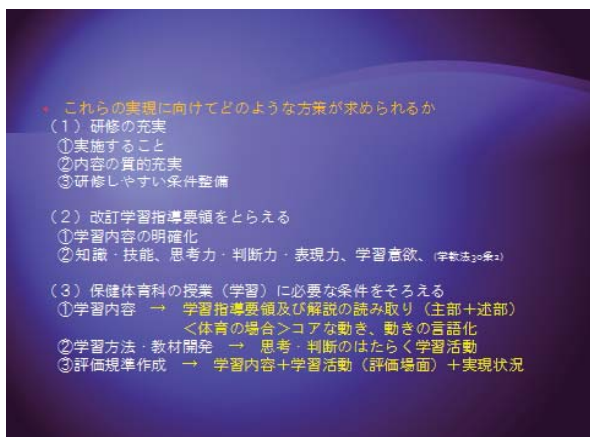 • これらの実現に向けてどのような方策が求められるか
（１）研修の充実
①実施すること
②内容の質的充実
③研修しやすい条件整備
（２）改訂学習指導要領をとらえる
①学習内容の明確化
②知識・技能、思考力・判断力・表現力、学習意欲、（学教法30条2）
（３）保健体育科の授業（学習）に必要な条件をそろえる
①学習内容 → 学習指導要領及び解説の読み取り（主部＋述部）
＜体育の場合＞コアな動き、動きの言語化
②学習方法・教材開発 → 思考・判断のはたらく学習活動
③評価規準作成 → 学習内容＋学習活動（評価場面）＋実現状況